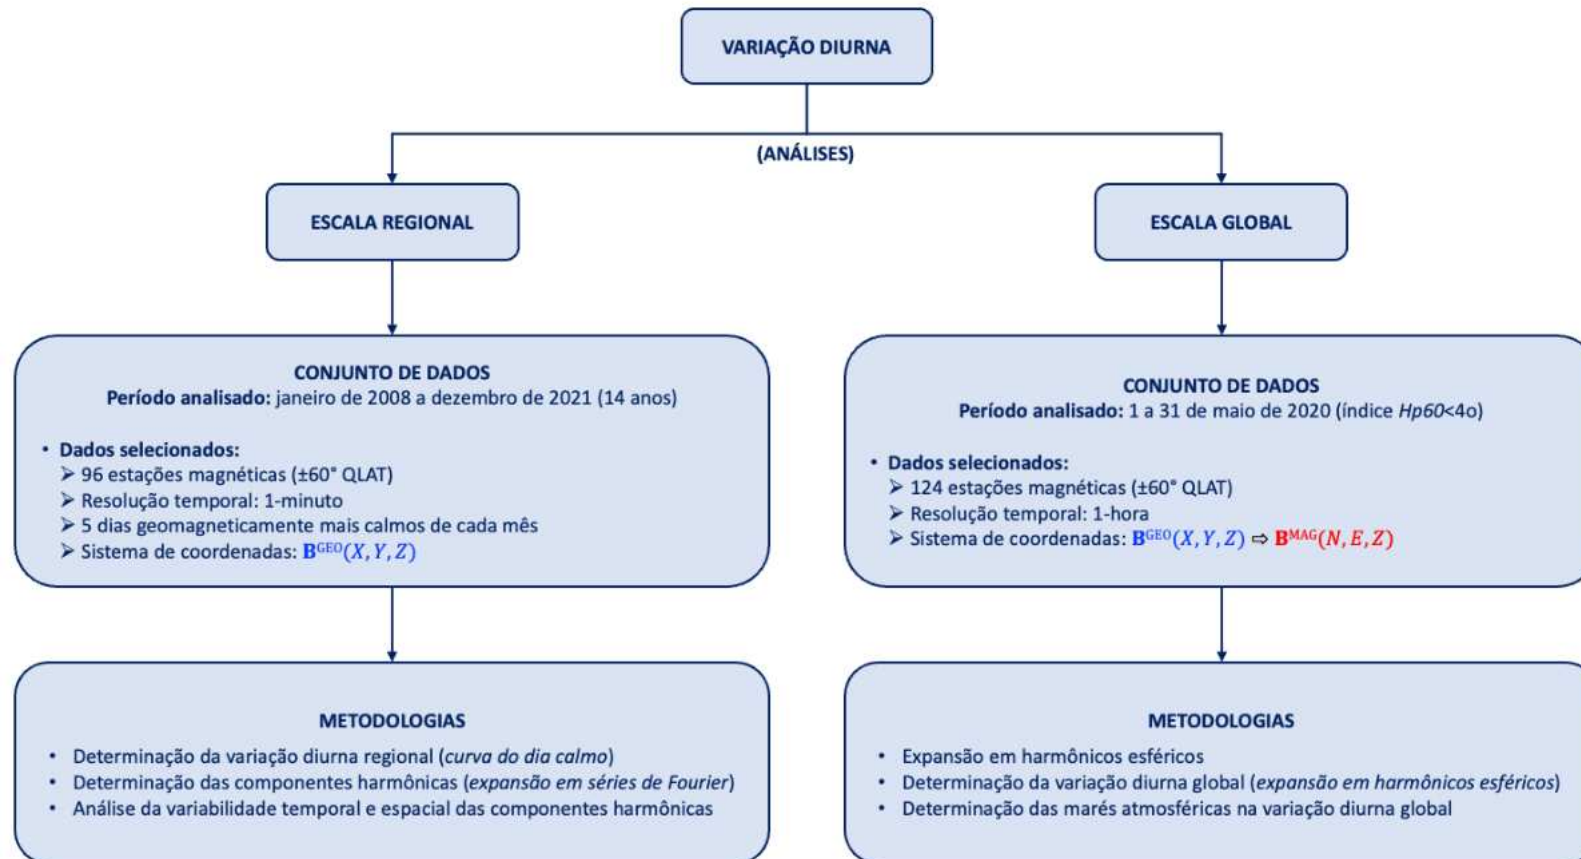 VARIAÇÃO DIURNA
(ANÁLISES)
ESCALA REGIONAL
ESCALA GLOBAL
CONJUNTO DE DADOS
Período analisado: janeiro de 2008 a dezembro de 2021 (14 anos)
• Dados selecionados:
➢ 96 estações magnéticas (±60° QLAT)
➢ Resolução temporal: 1-minuto
➢ 5 dias geomagneticamente mais calmos de cada mês
➢ Sistema de coordenadas: B^GEO(X, Y, Z)
CONJUNTO DE DADOS
Período analisado: 1 a 31 de maio de 2020 (índice Hp60<4o)
• Dados selecionados:
➢ 124 estações magnéticas (±60° QLAT)
➢ Resolução temporal: 1-hora
➢ Sistema de coordenadas: B^GEO(X, Y, Z) ⇨ B^MAG(N, E, Z)
METODOLOGIAS
• Determinação da variação diurna regional (curva do dia calmo)
• Determinação das componentes harmônicas (expansão em séries de Fourier)
• Análise da variabilidade temporal e espacial das componentes harmônicas
METODOLOGIAS
• Expansão em harmônicos esféricos
• Determinação da variação diurna global (expansão em harmônicos esféricos)
• Determinação das marés atmosféricas na variação diurna global